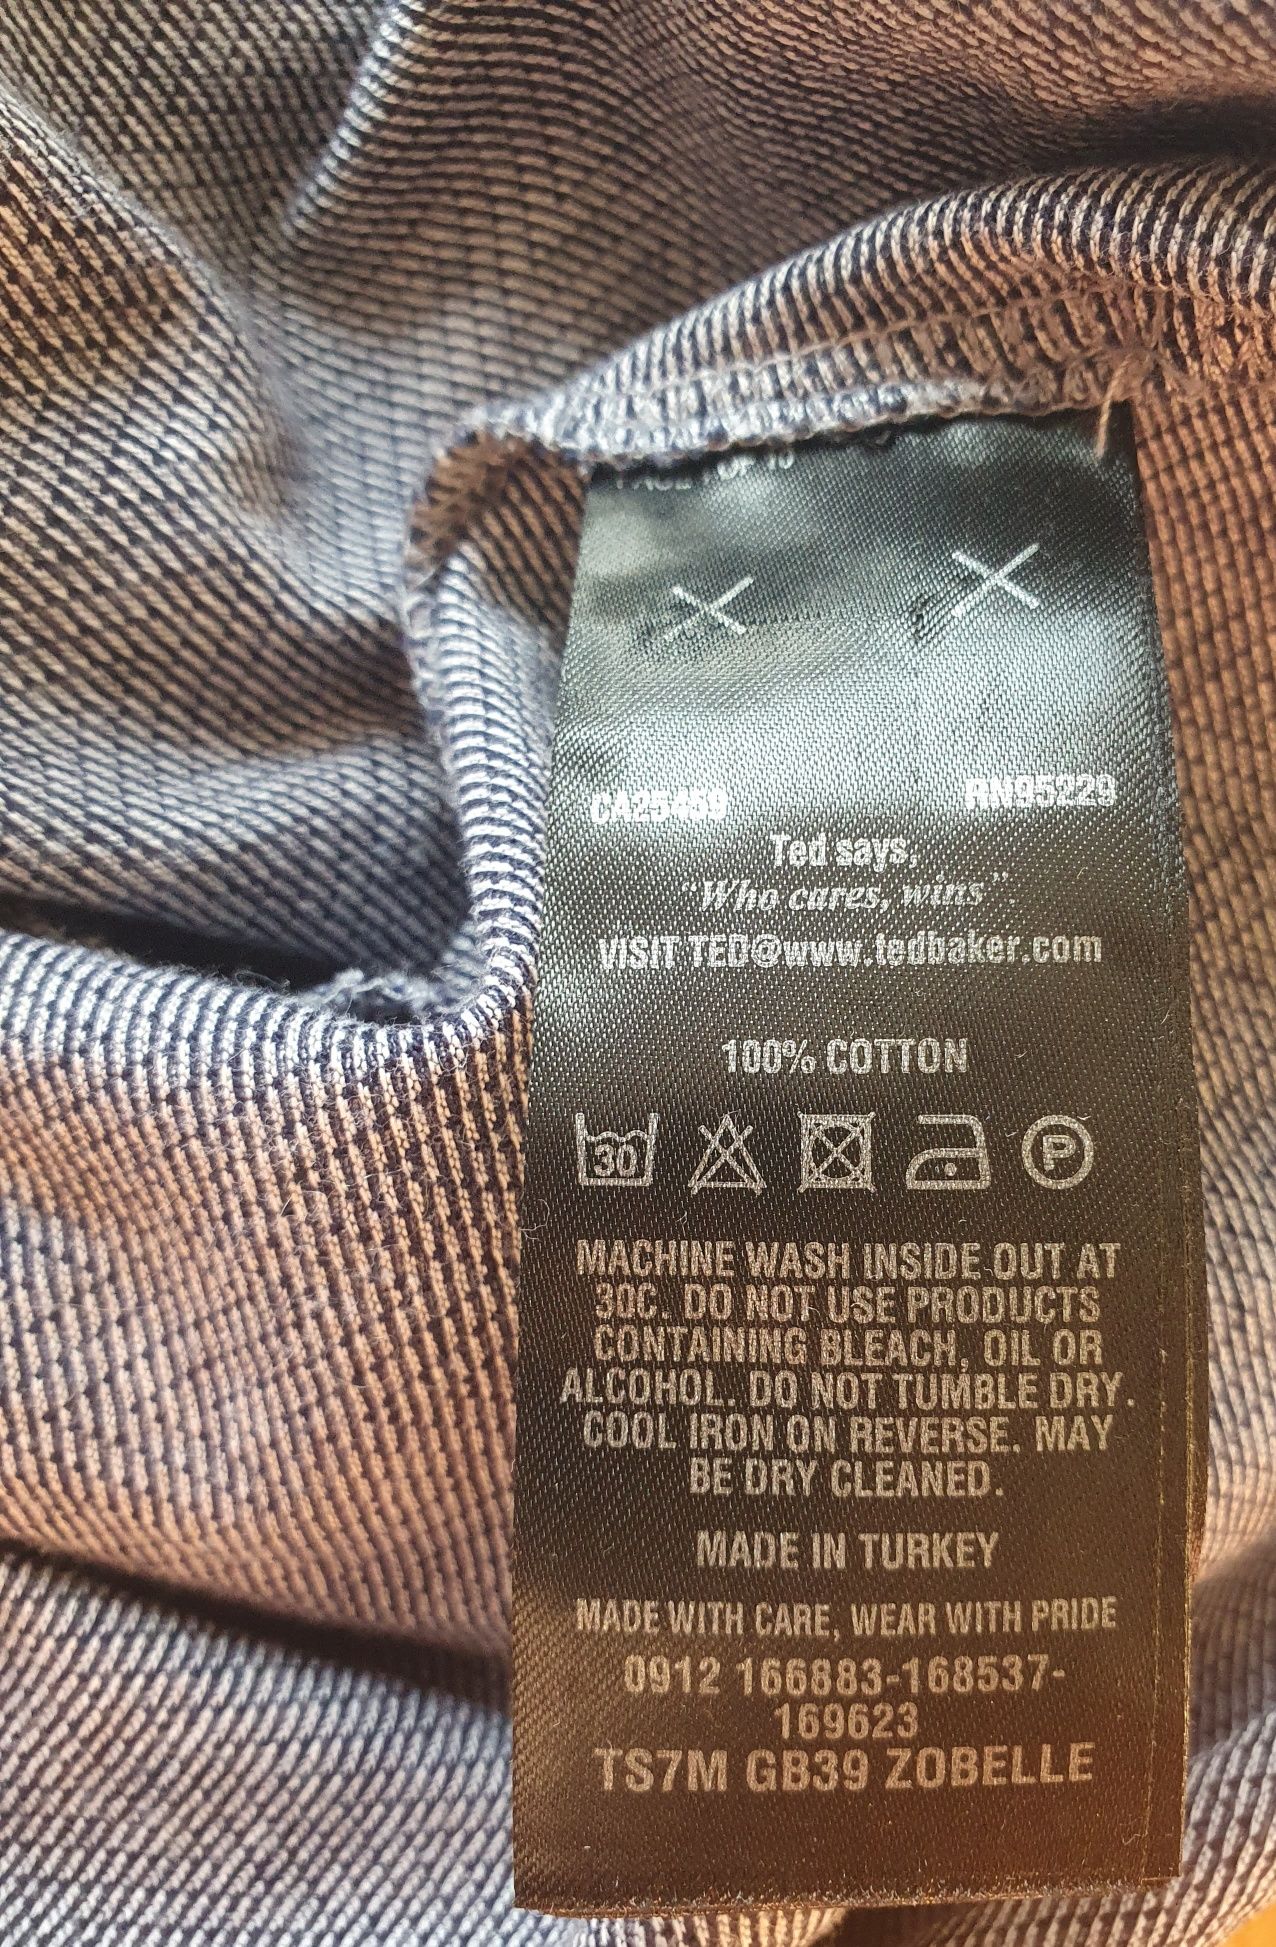 CA25459 RN95229
Ted says,
“Who cares, wins”.
VISIT TED@www.tedbaker.com
100% COTTON
30 P
MACHINE WASH INSIDE OUT AT
30C. DO NOT USE PRODUCTS
CONTAINING BLEACH, OIL OR
ALCOHOL. DO NOT TUMBLE DRY.
COOL IRON ON REVERSE. MAY
BE DRY CLEANED.
MADE IN TURKEY
MADE WITH CARE, WEAR WITH PRIDE
0912 166883-168537-
169623
TS7M GB39 ZOBELLE